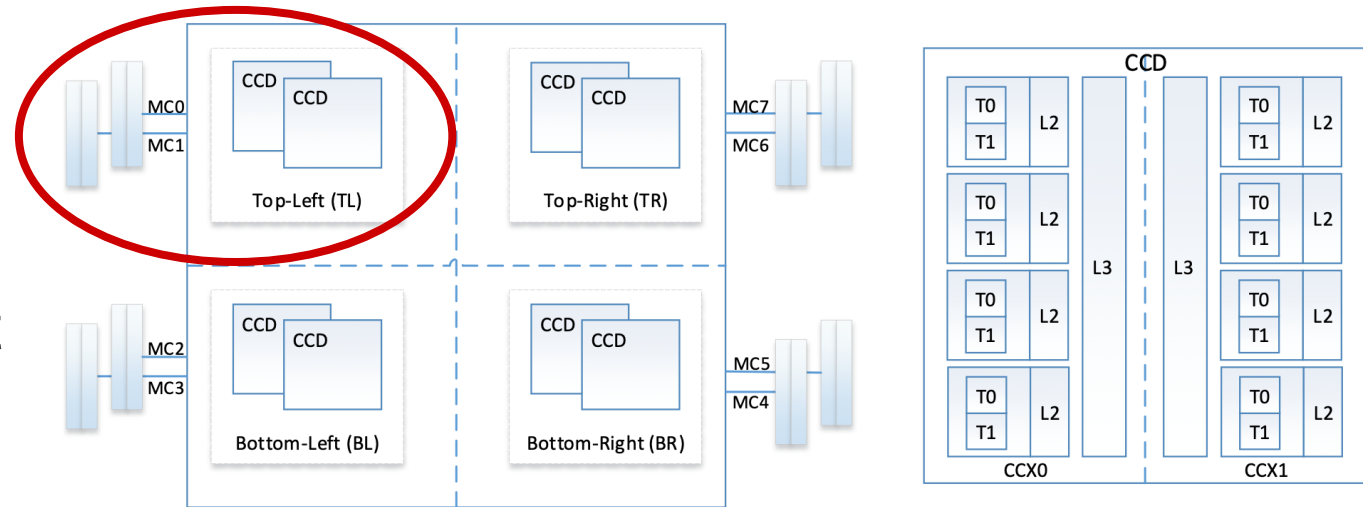 CCD
CCD
MC0
MC1
Top-Left (TL)
CCD
CCD
MC7
MC6
Top-Right (TR)
CCD
CCD
MC2
MC3
Bottom-Left (BL)
CCD
CCD
MC5
MC4
Bottom-Right (BR)
CCD
T0
T1
L2
T0
T1
L2
T0
T1
L2
T0
T1
L2
L3
CCX0
L3
T0
T1
L2
T0
T1
L2
T0
T1
L2
T0
T1
L2
CCX1